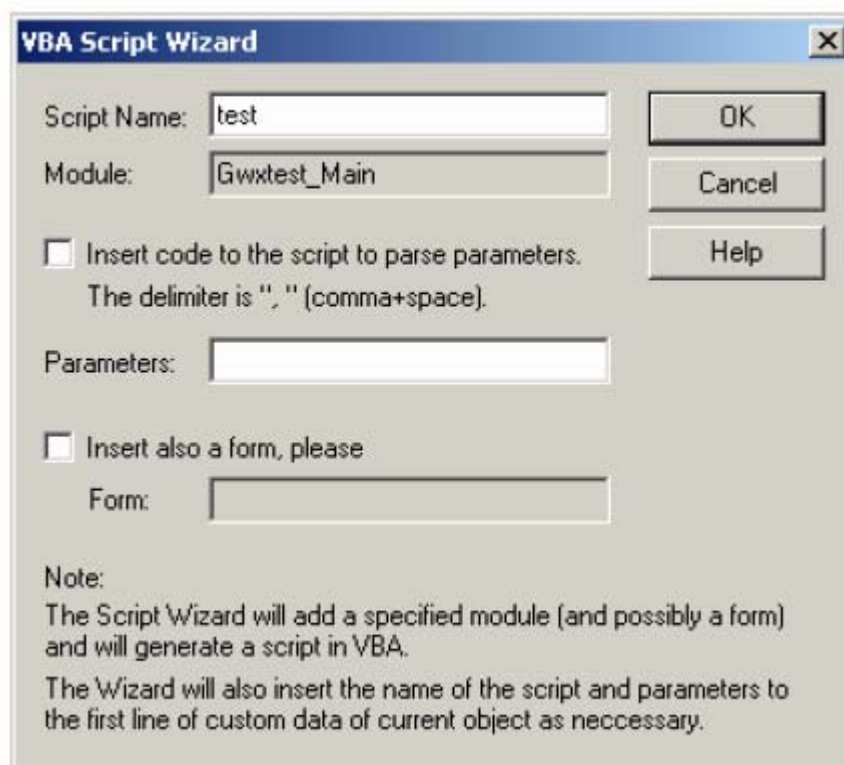 VBA Script Wizard
Script Name: test
OK
Module: Gwxtest_Main
Cancel
Insert code to the script to parse parameters.
Help
The delimiter is ", " (comma+space).
Parameters:
Insert also a form, please
Form:
Note:
The Script Wizard will add a specified module (and possibly a form)
and will generate a script in VBA.
The Wizard will also insert the name of the script and parameters to
the first line of custom data of current object as neccessary.